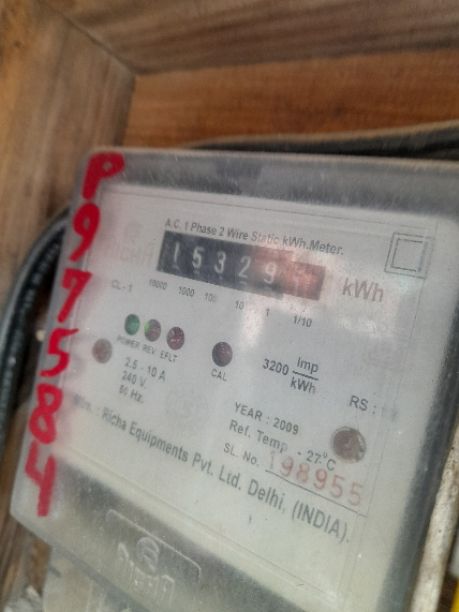 P97584
A.C. 1 Phase 2 Wire Static kWh.Meter.
15329
kWh
CL-1 10000 1000 100 10 1 1/10
POWER REV EFLT
CAL
3200 Imp/kWh
2.5 - 10 A
240 V.
50 Hz.
RS :
YEAR : 2009
Ref. Temp - 27°C
SL. No. 198955
Richa Equipments Pvt. Ltd. Delhi, (INDIA).